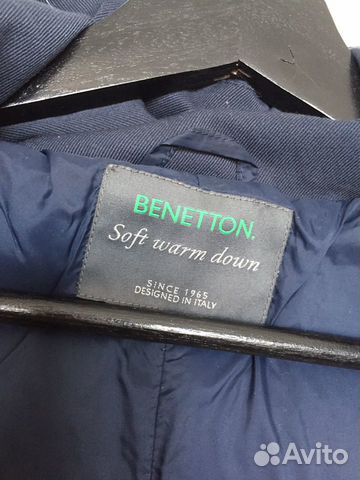 BENETTON.
Soft warm down
SINCE 1965
DESIGNED IN ITALY
Avito